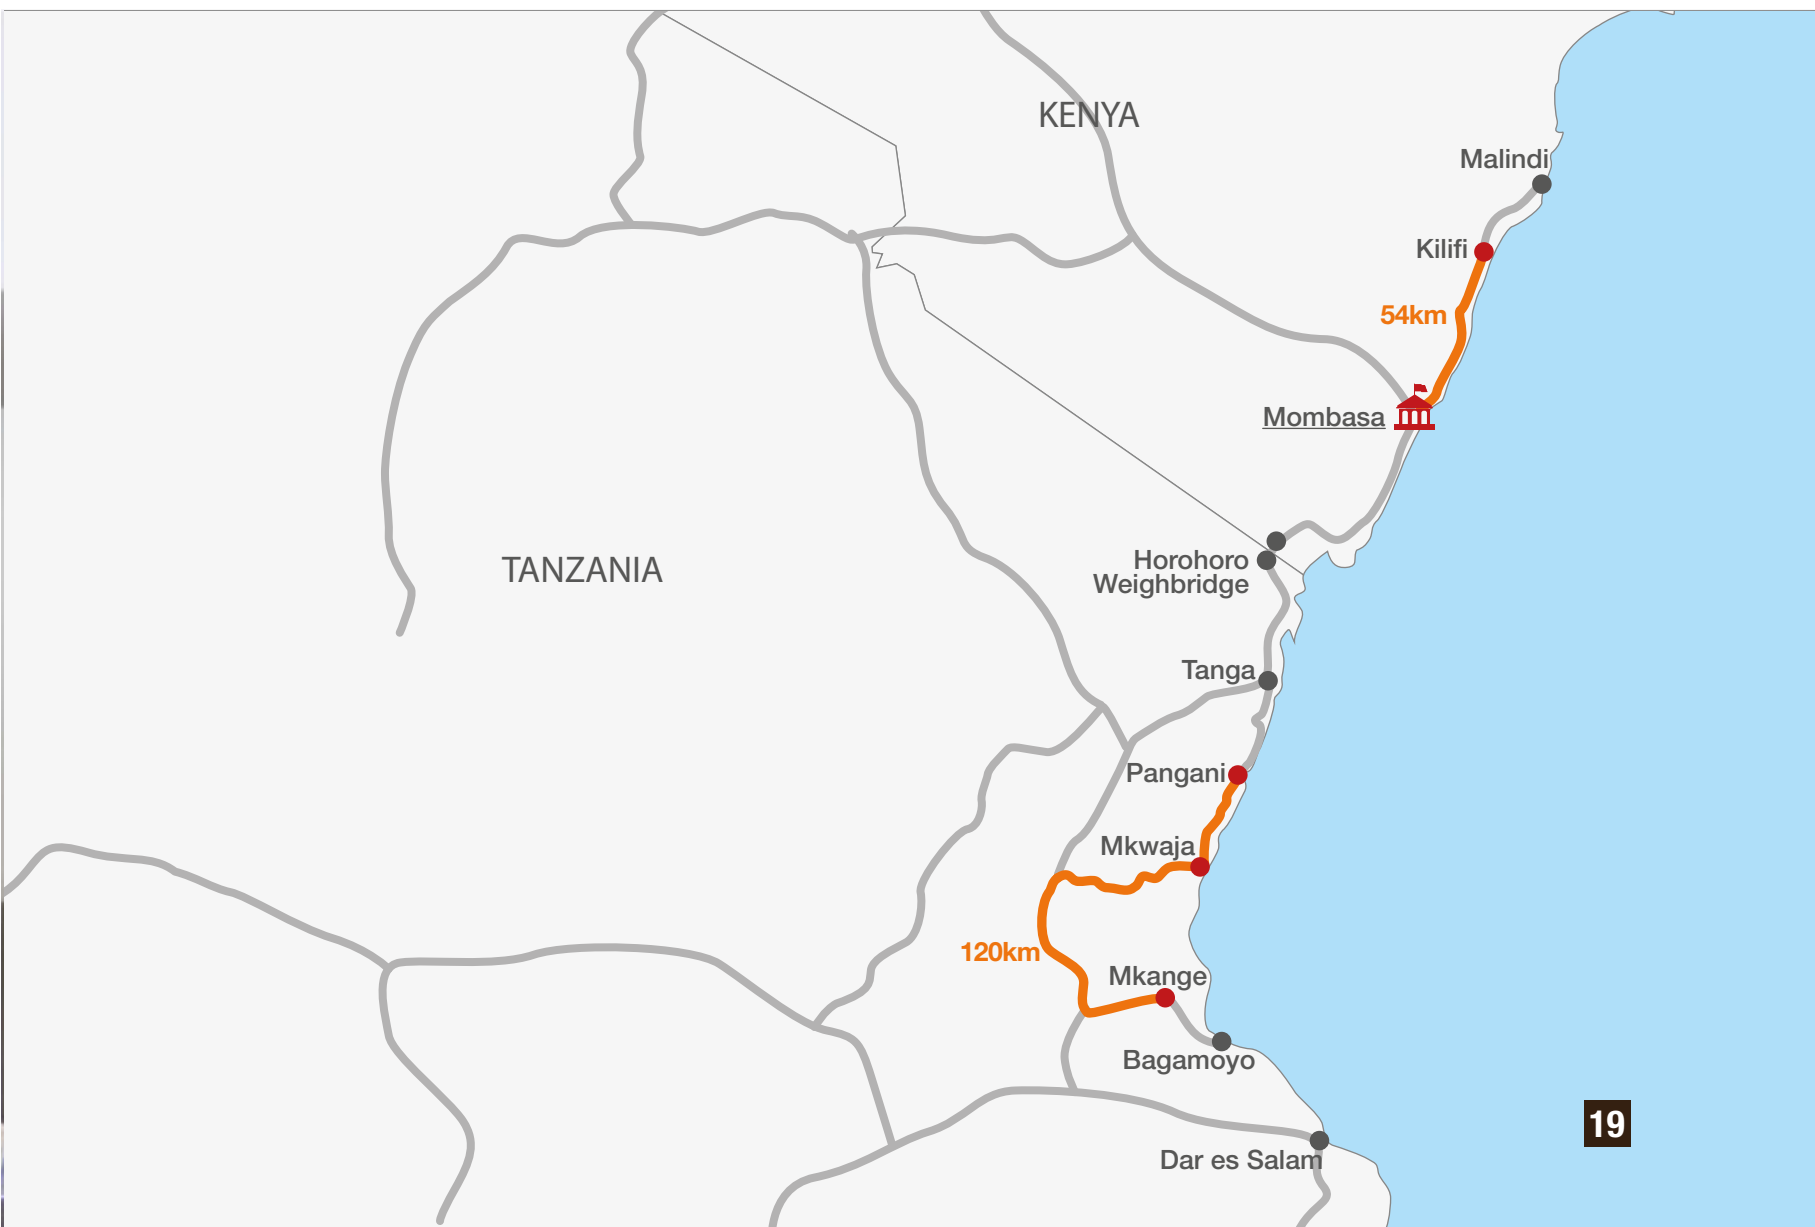 KENYA
Malindi
Kilifi
54km
Mombasa
Horohoro
Weighbridge
TANZANIA
Tanga
Pangani
Mkwaja
120km
Mkange
Bagamoyo
19
Dar es Salam